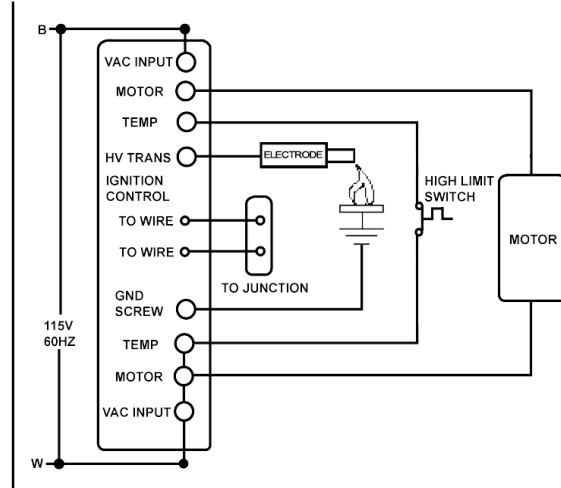 B
VAC INPUT
MOTOR
TEMP
HV TRANS
ELECTRODE
IGNITION
CONTROL
HIGH LIMIT
SWITCH
TO WIRE
TO WIRE
MOTOR
TO JUNCTION
GND
SCREW
115V
60HZ
TEMP
MOTOR
VAC INPUT
W